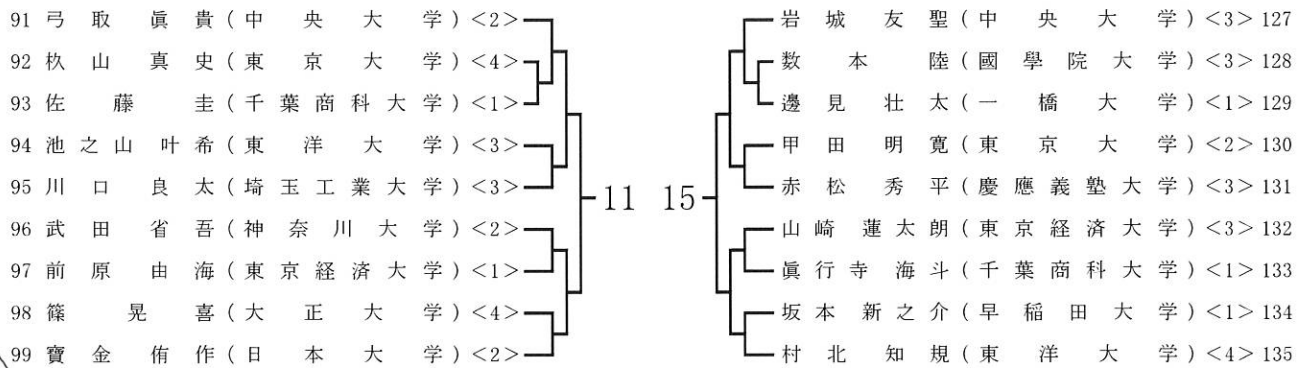 91 弓取 眞貴(中央大学)<2>
92 杦山 真史(東京大学)<4>
93 佐藤 圭(千葉商科大学)<1>
94 池之山 叶希(東洋大学)<3>
95 川口 良太(埼玉工業大学)<3>
96 武田 省吾(神奈川大学)<2>
97 前原 由海(東京経済大学)<1>
98 篠 晃喜(大正大学)<4>
99 寶金 侑作(日本大学)<2>
11
15
岩城 友聖(中央大学)<3> 127
数本 陸(國學院大学)<3> 128
邊見 壮太(一橋大学)<1> 129
甲田 明寛(東京大学)<2> 130
赤松 秀平(慶應義塾大学)<3> 131
山崎 蓮太朗(東京経済大学)<3> 132
眞行寺 海斗(千葉商科大学)<1> 133
坂本 新之介(早稲田大学)<1> 134
村北 知規(東洋大学)<4> 135